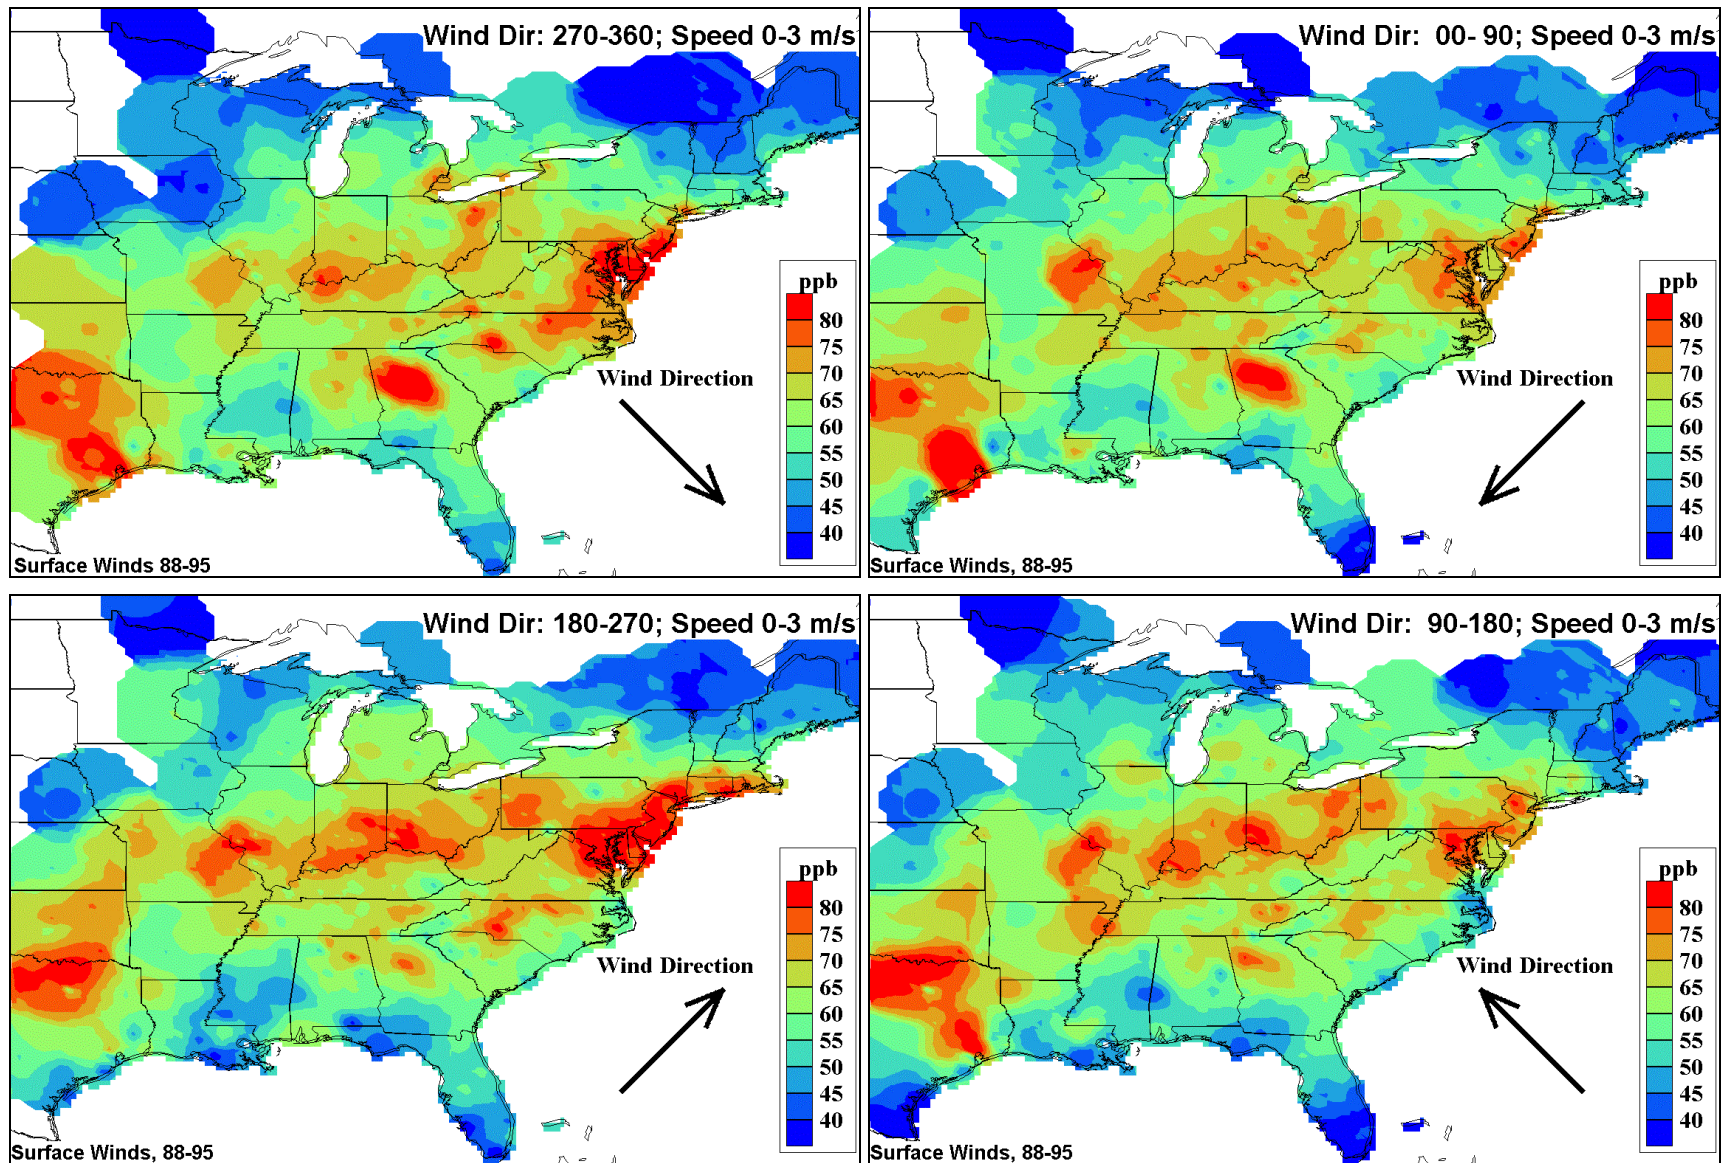 Wind Dir: 270-360; Speed 0-3 m/s
ppb
80
75
70
65
60
55
50
45
40
Wind Direction
Surface Winds 88-95
Wind Dir: 00- 90; Speed 0-3 m/s
ppb
80
75
70
65
60
55
50
45
40
Wind Direction
Surface Winds, 88-95
Wind Dir: 180-270; Speed 0-3 m/s
ppb
80
75
70
65
60
55
50
45
40
Wind Direction
Surface Winds, 88-95
Wind Dir: 90-180; Speed 0-3 m/s
ppb
80
75
70
65
60
55
50
45
40
Wind Direction
Surface Winds, 88-95